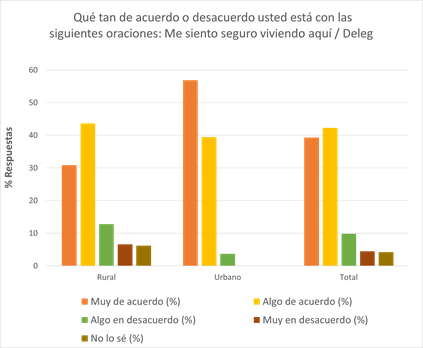 Qué tan de acuerdo o desacuerdo usted está con las
siguientes oraciones: Me siento seguro viviendo aquí / Deleg
% Respuestas
60
50
40
30
20
10
0
Rural Urbano Total
Muy de acuerdo (%) Algo de acuerdo (%)
Algo en desacuerdo (%) Muy en desacuerdo (%)
No lo sé (%)